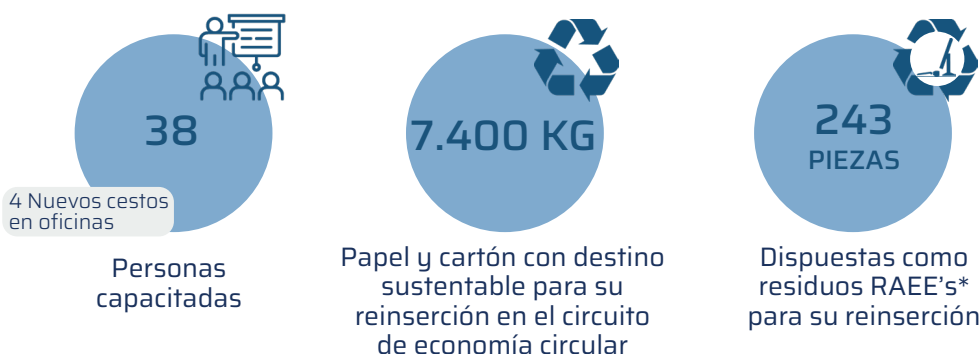 38
4 Nuevos cestos
en oficinas
Personas
capacitadas
7.400 KG
Papel y cartón con destino
sustentable para su
reinserción en el circuito
de economía circular
243
PIEZAS
Dispuestas como
residuos RAEE's*
para su reinserción